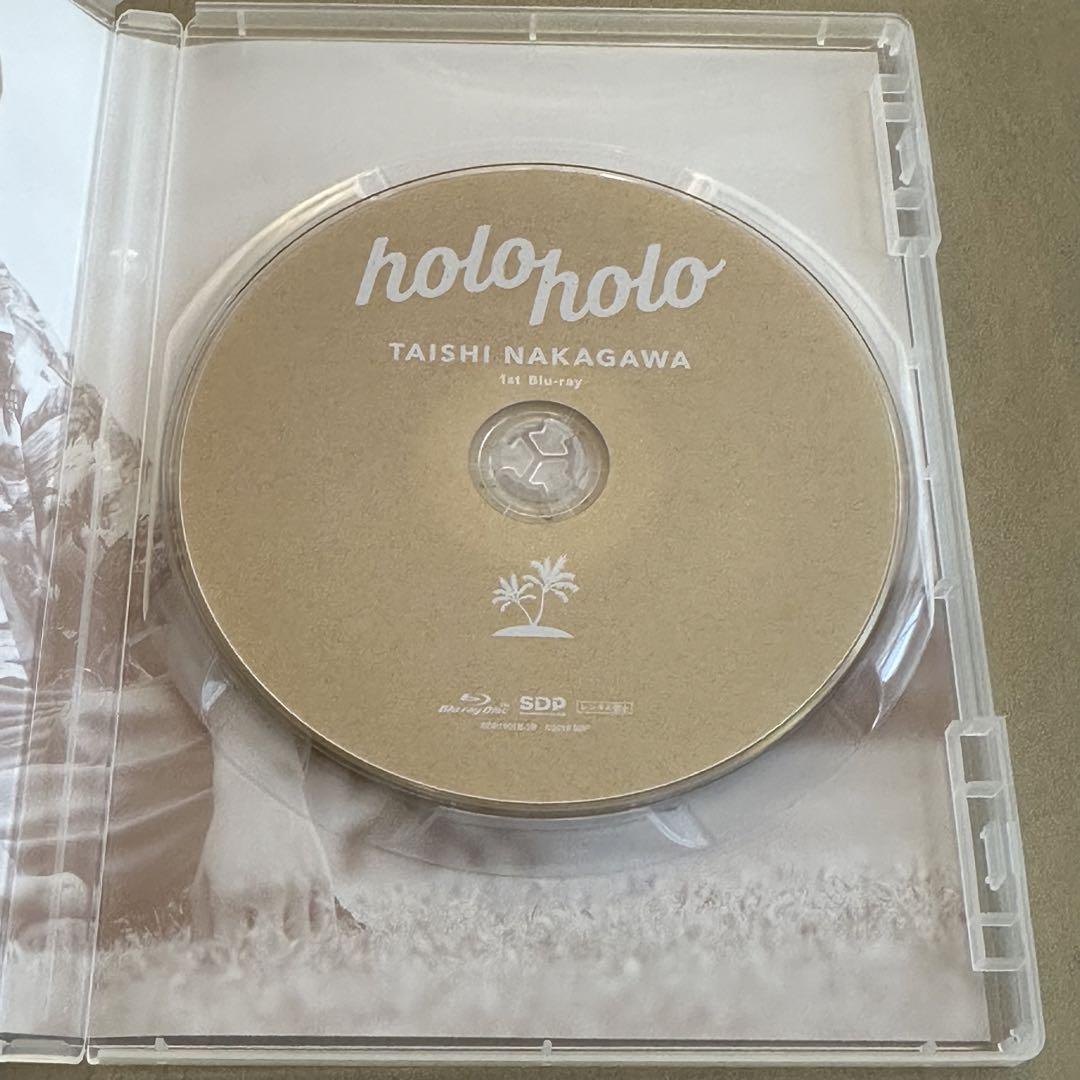 holo holo
TAISHI NAKAGAWA
1st Blu-ray
Blu-ray Disc
SDP